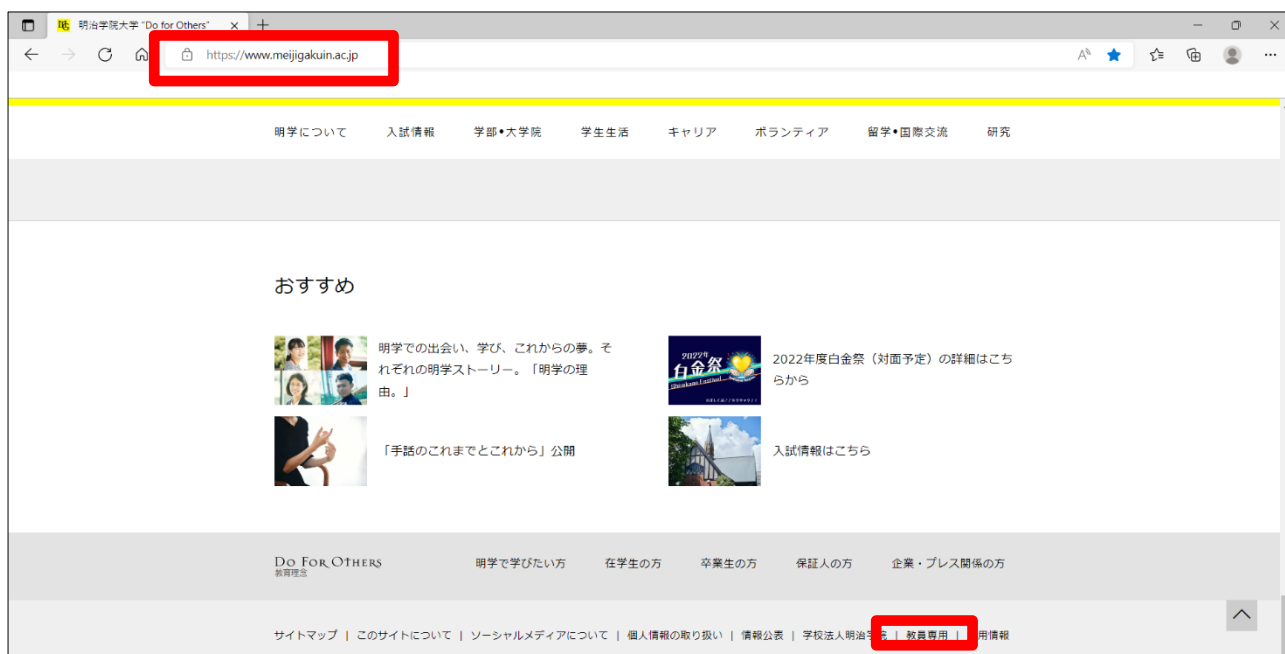 明治学院大学 "Do for Others"
https://www.meijigakuin.ac.jp
明学について 入試情報 学部•大学院 学生生活 キャリア ボランティア 留学•国際交流 研究
おすすめ
明学での出会い、学び、これからの夢。そ
れぞれの明学ストーリー。「明学の理
由。」
2022年
白金祭
Shirokane Festival
2022年度白金祭（対面予定）の詳細はこち
らから
「手話のこれまでとこれから」公開
入試情報はこちら
DO FOR OTHERS
教育理念
明学で学びたい方 在学生の方 卒業生の方 保証人の方 企業・プレス関係の方
サイトマップ | このサイトについて | ソーシャルメディアについて | 個人情報の取り扱い | 情報公表 | 学校法人明治学院 | 教員専用 | 用情報